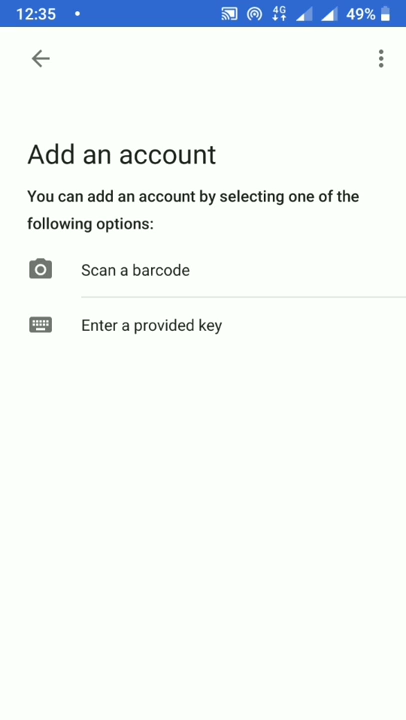 12:35
4G
49%
Add an account
You can add an account by selecting one of the
following options:
Scan a barcode
Enter a provided key